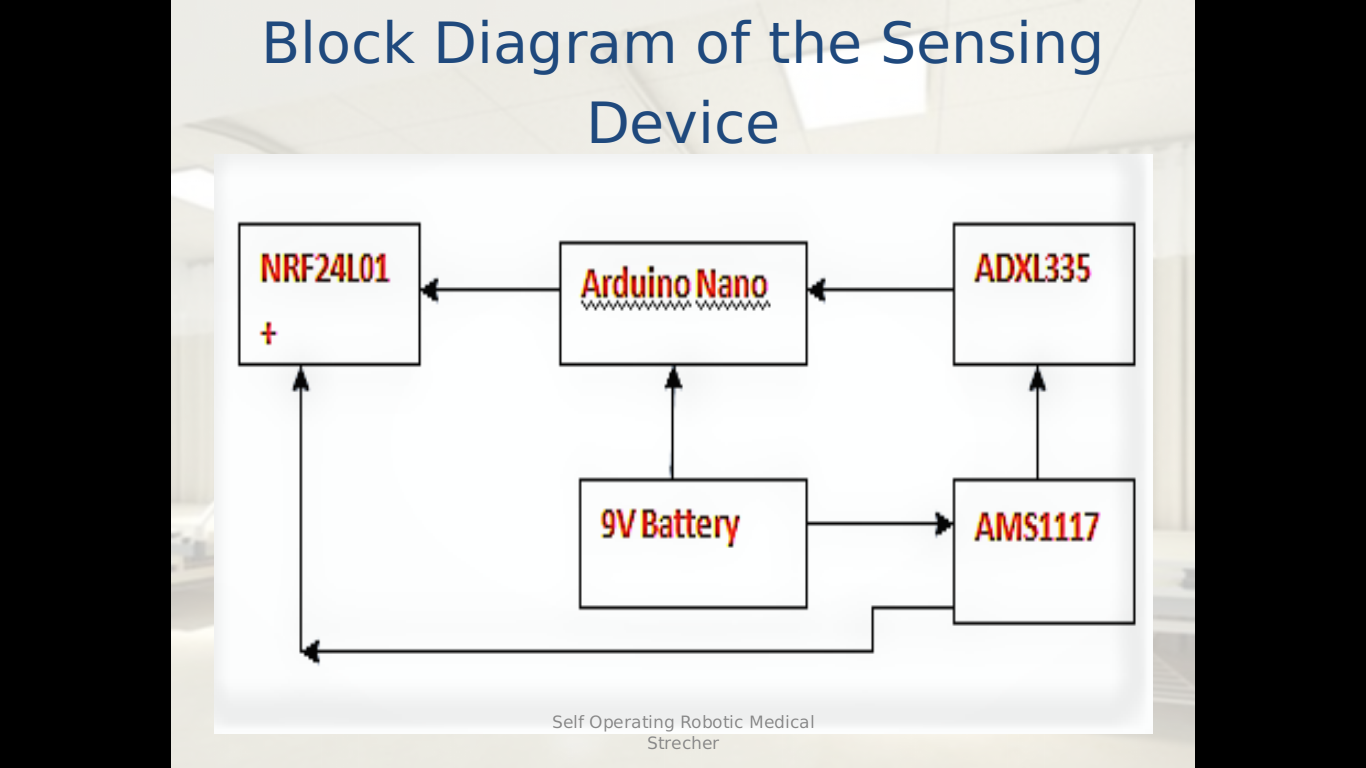 Block Diagram of the Sensing
Device
NRF24L01
+
Arduino Nano
ADXL335
9V Battery
AMS1117
Self Operating Robotic Medical
Strecher